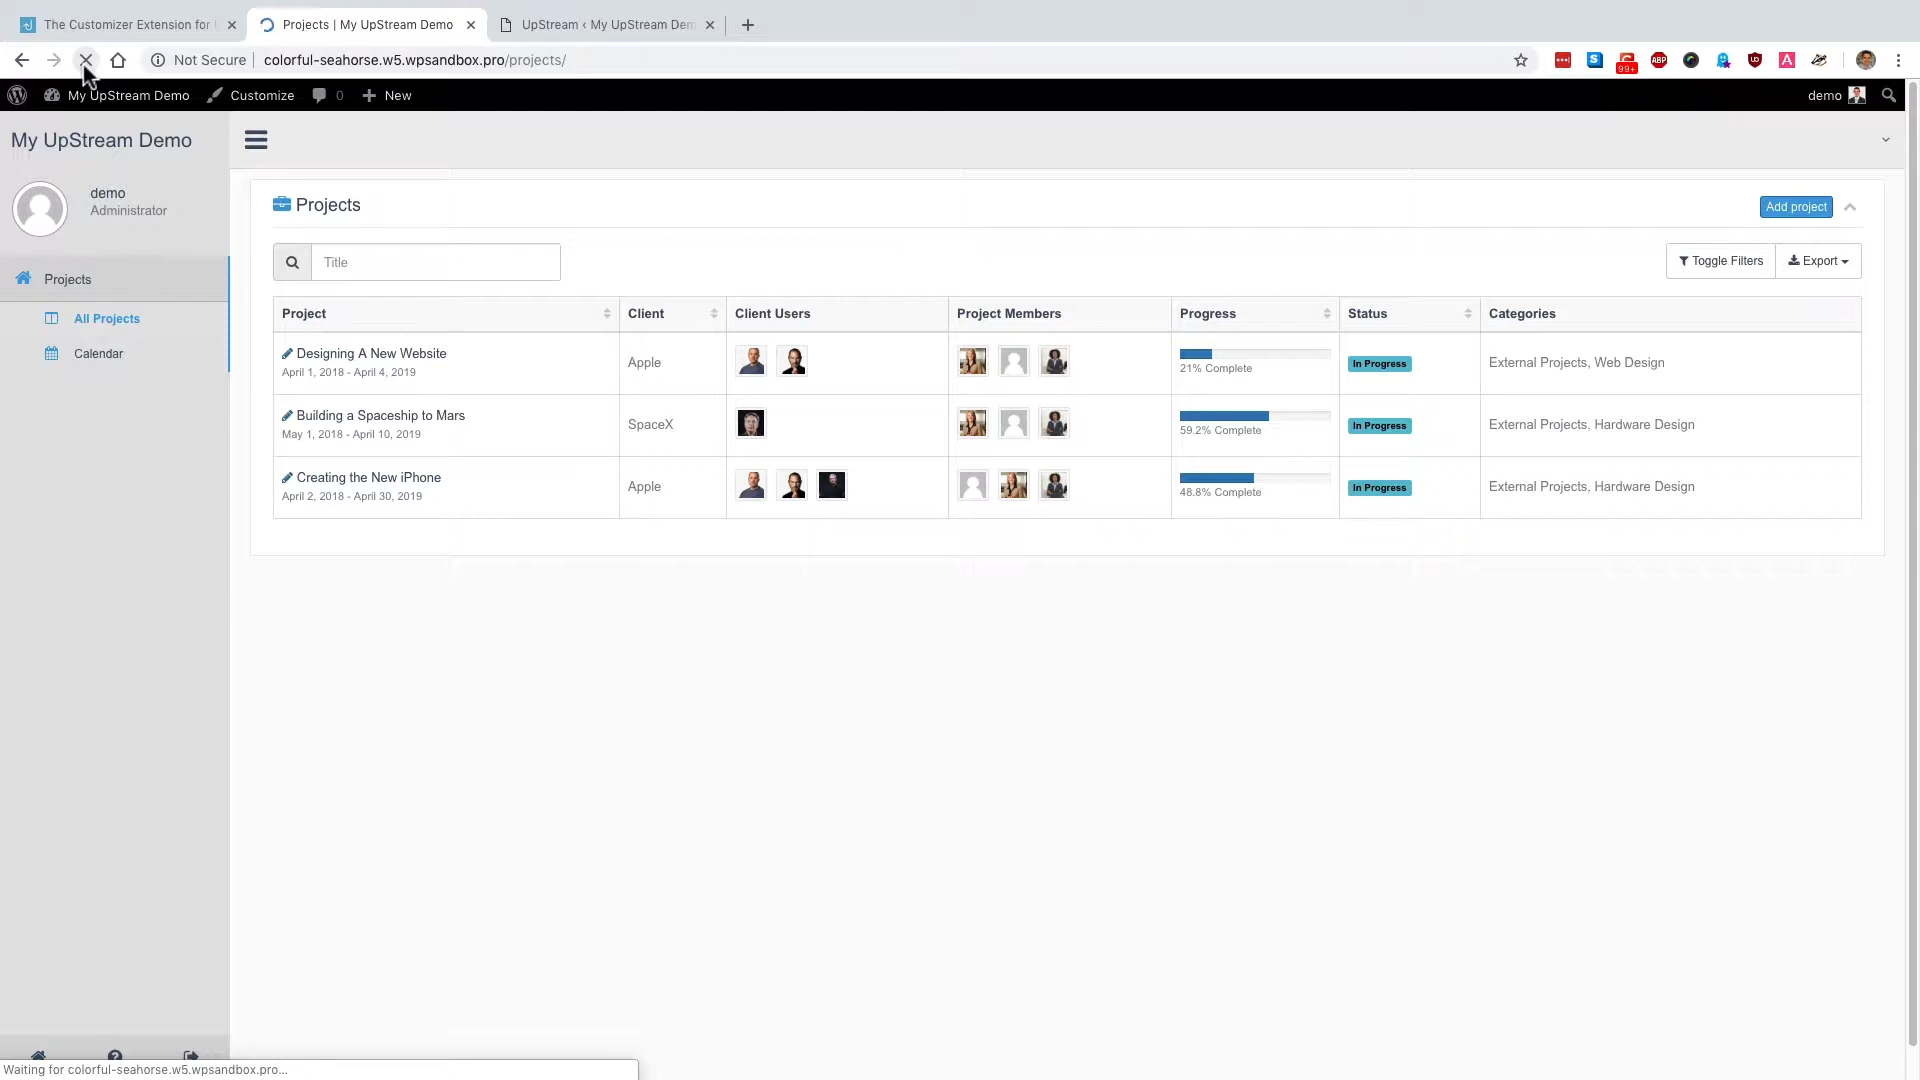 The Customizer Extension for
Projects | My UpStream Demo
UpStream ‹ My UpStream Dem
Not Secure
colorful-seahorse.w5.wpsandbox.pro/projects/
99+
ABP
My UpStream Demo
Customize
0
New
demo
My UpStream Demo
demo
Administrator
Projects
All Projects
Calendar
Projects
Add project
Title
Toggle Filters
Export
Project
Client
Client Users
Project Members
Progress
Status
Categories
Designing A New Website
April 1, 2018 - April 4, 2019
Apple
21% Complete
In Progress
External Projects, Web Design
Building a Spaceship to Mars
May 1, 2018 - April 10, 2019
SpaceX
59.2% Complete
In Progress
External Projects, Hardware Design
Creating the New iPhone
April 2, 2018 - April 30, 2019
Apple
48.8% Complete
In Progress
External Projects, Hardware Design
Waiting for colorful-seahorse.w5.wpsandbox.pro...